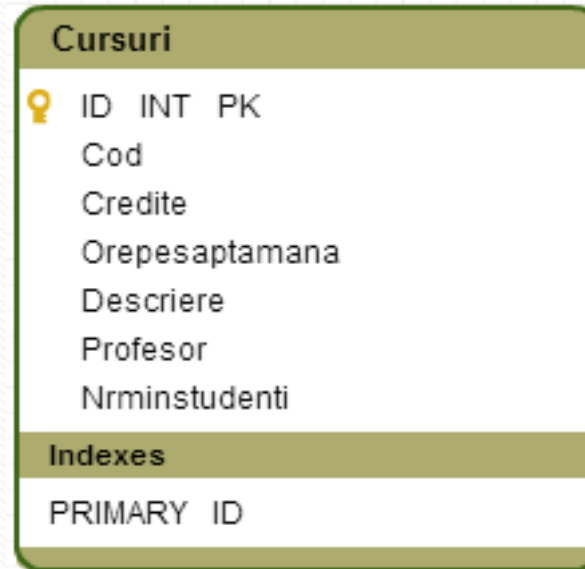 Cursuri
ID INT PK
Cod
Credite
Orepesaptamana
Descriere
Profesor
Nrminstudenti
Indexes
PRIMARY ID